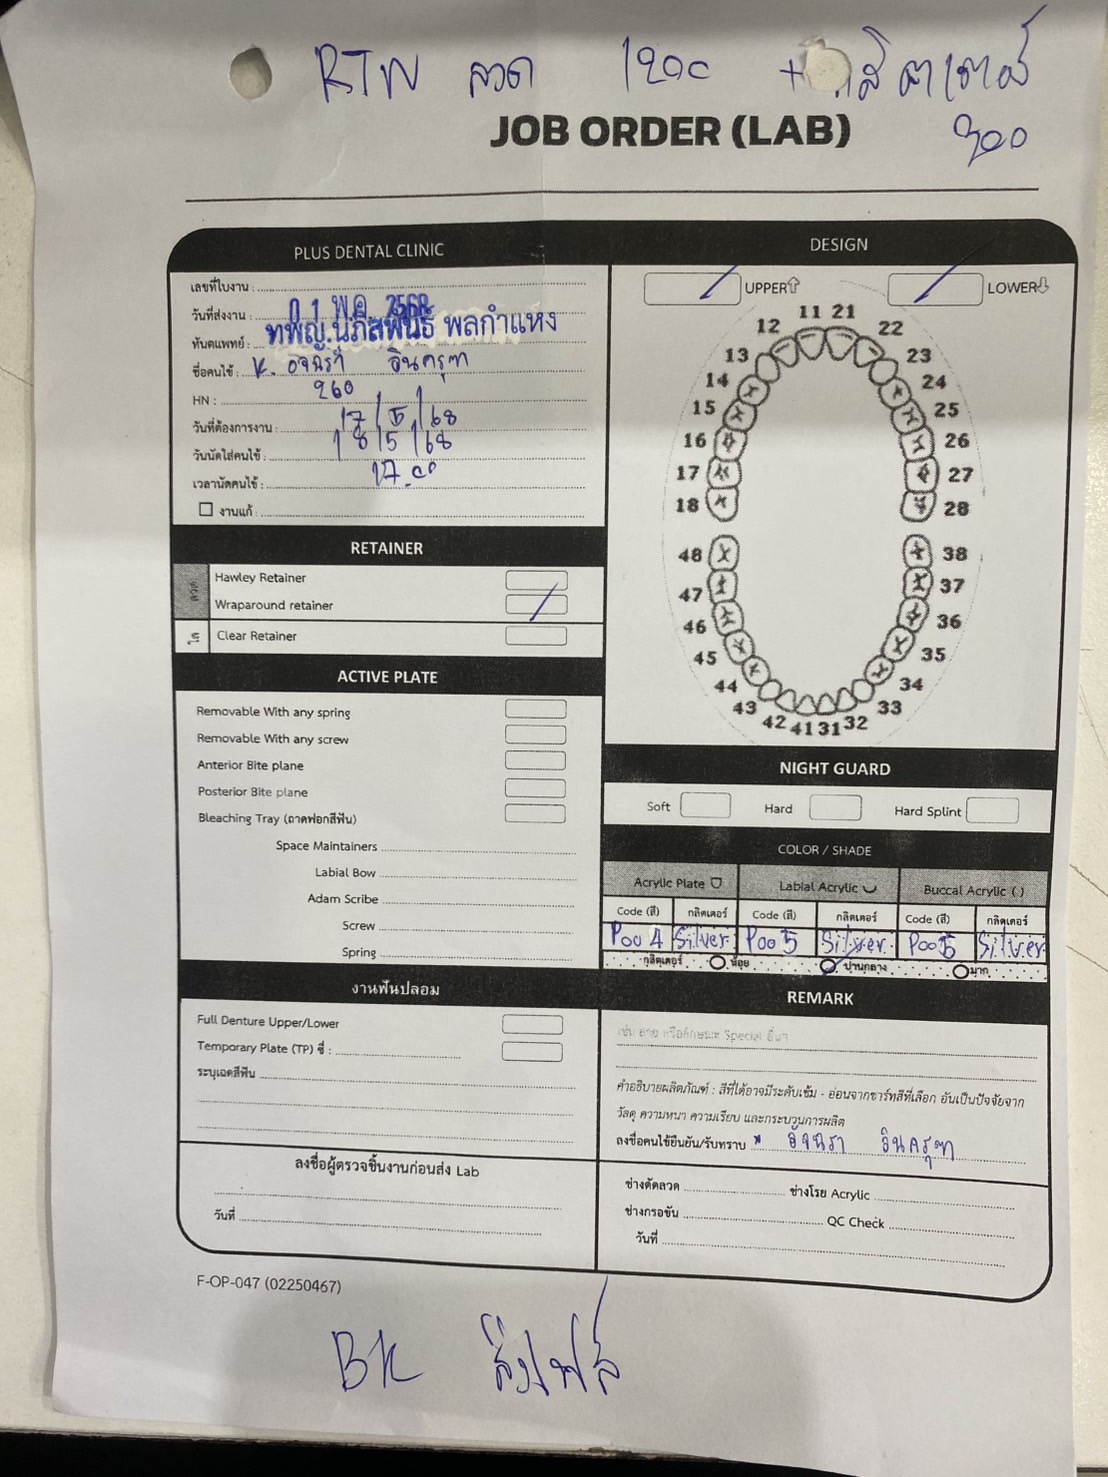 RTW ลวด 1200 + กลิตเตอร์
300
JOB ORDER (LAB)
PLUS DENTAL CLINIC
เลขที่ใบงาน :
วันที่ส่งงาน : 01 พ.ค. 2568
ทันตแพทย์ : ทพญ.นภัสพันธ์ พลกำแหง
ชื่อคนไข้ : K. อัจฉรา อินครุฑ
HN : 260
วันที่ต้องการงาน : 17/5/68
วันนัดใส่คนไข้ : 18/5/68
เวลานัดคนไข้ : 17.00
งานแก้ :
RETAINER
ลวด
Hawley Retainer
Wraparound retainer
ใส
Clear Retainer
ACTIVE PLATE
Removable With any spring
Removable With any screw
Anterior Bite plane
Posterior Bite plane
Bleaching Tray (ถาดฟอกสีฟัน)
Space Maintainers
Labial Bow
Adam Scribe
Screw
Spring
งานฟันปลอม
Full Denture Upper/Lower
Temporary Plate (TP) ซี่ :
ระบุเฉดสีฟัน
ลงชื่อผู้ตรวจชิ้นงานก่อนส่ง Lab
วันที่
DESIGN
UPPER LOWER
11 21
12 22
13 23
14 24
15 25
16 26
17 27
18 28
48 38
47 37
46 36
45 35
44 34
43 33
42 41 31 32
NIGHT GUARD
Soft Hard Hard Splint
COLOR / SHADE
Acrylic Plate Labial Acrylic Buccal Acrylic ( )
Code (สี) กลิตเตอร์ Code (สี) กลิตเตอร์ Code (สี) กลิตเตอร์
P004 Silver P005 Silver P005 Silver
กลิตเตอร์ น้อย ปานกลาง มาก
REMARK
เช่น ลาย หรือลักษณะ Special อื่นๆ
คำอธิบายผลิตภัณฑ์ : สีที่ได้อาจมีระดับเข้ม - อ่อนจากชาร์ทสีที่เลือก อันเป็นปัจจัยจาก
วัสดุ ความหนา ความเรียบ และกระบวนการผลิต
ลงชื่อคนไข้ยืนยัน/รับทราบ * อัจฉรา อินครุฑ
ช่างดัดลวด ช่างโรย Acrylic
ช่างกรอขัน QC Check
วันที่
F-OP-047 (02250467)
BK